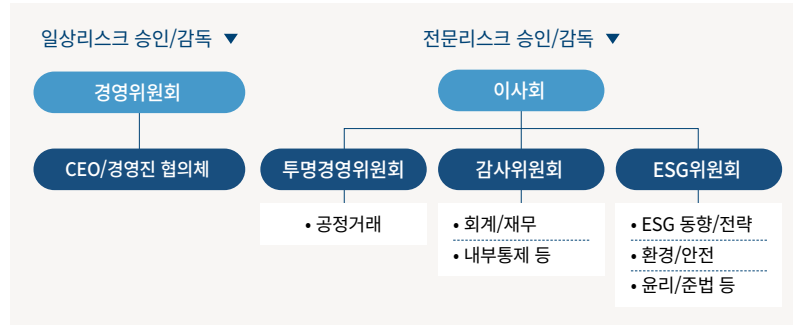 일상리스크 승인/감독 ▼
전문리스크 승인/감독 ▼
경영위원회
이사회
CEO/경영진 협의체
투명경영위원회
감사위원회
ESG위원회
• 공정거래
• 회계/재무
• 내부통제 등
• ESG 동향/전략
• 환경/안전
• 윤리/준법 등